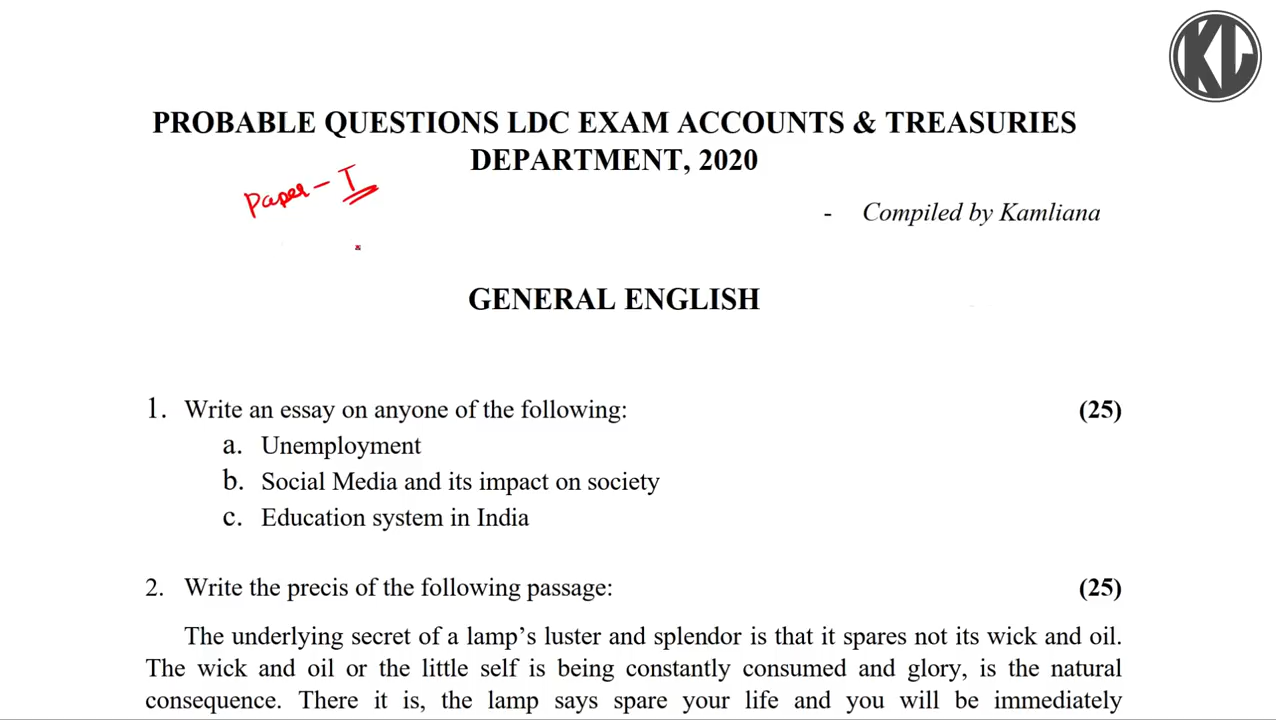 KL
PROBABLE QUESTIONS LDC EXAM ACCOUNTS & TREASURIES
DEPARTMENT, 2020
Paper - I
- Compiled by Kamliana
GENERAL ENGLISH
1. Write an essay on anyone of the following: (25)
a. Unemployment
b. Social Media and its impact on society
c. Education system in India
2. Write the precis of the following passage: (25)
The underlying secret of a lamp’s luster and splendor is that it spares not its wick and oil.
The wick and oil or the little self is being constantly consumed and glory, is the natural
consequence. There it is, the lamp says spare your life and you will be immediately